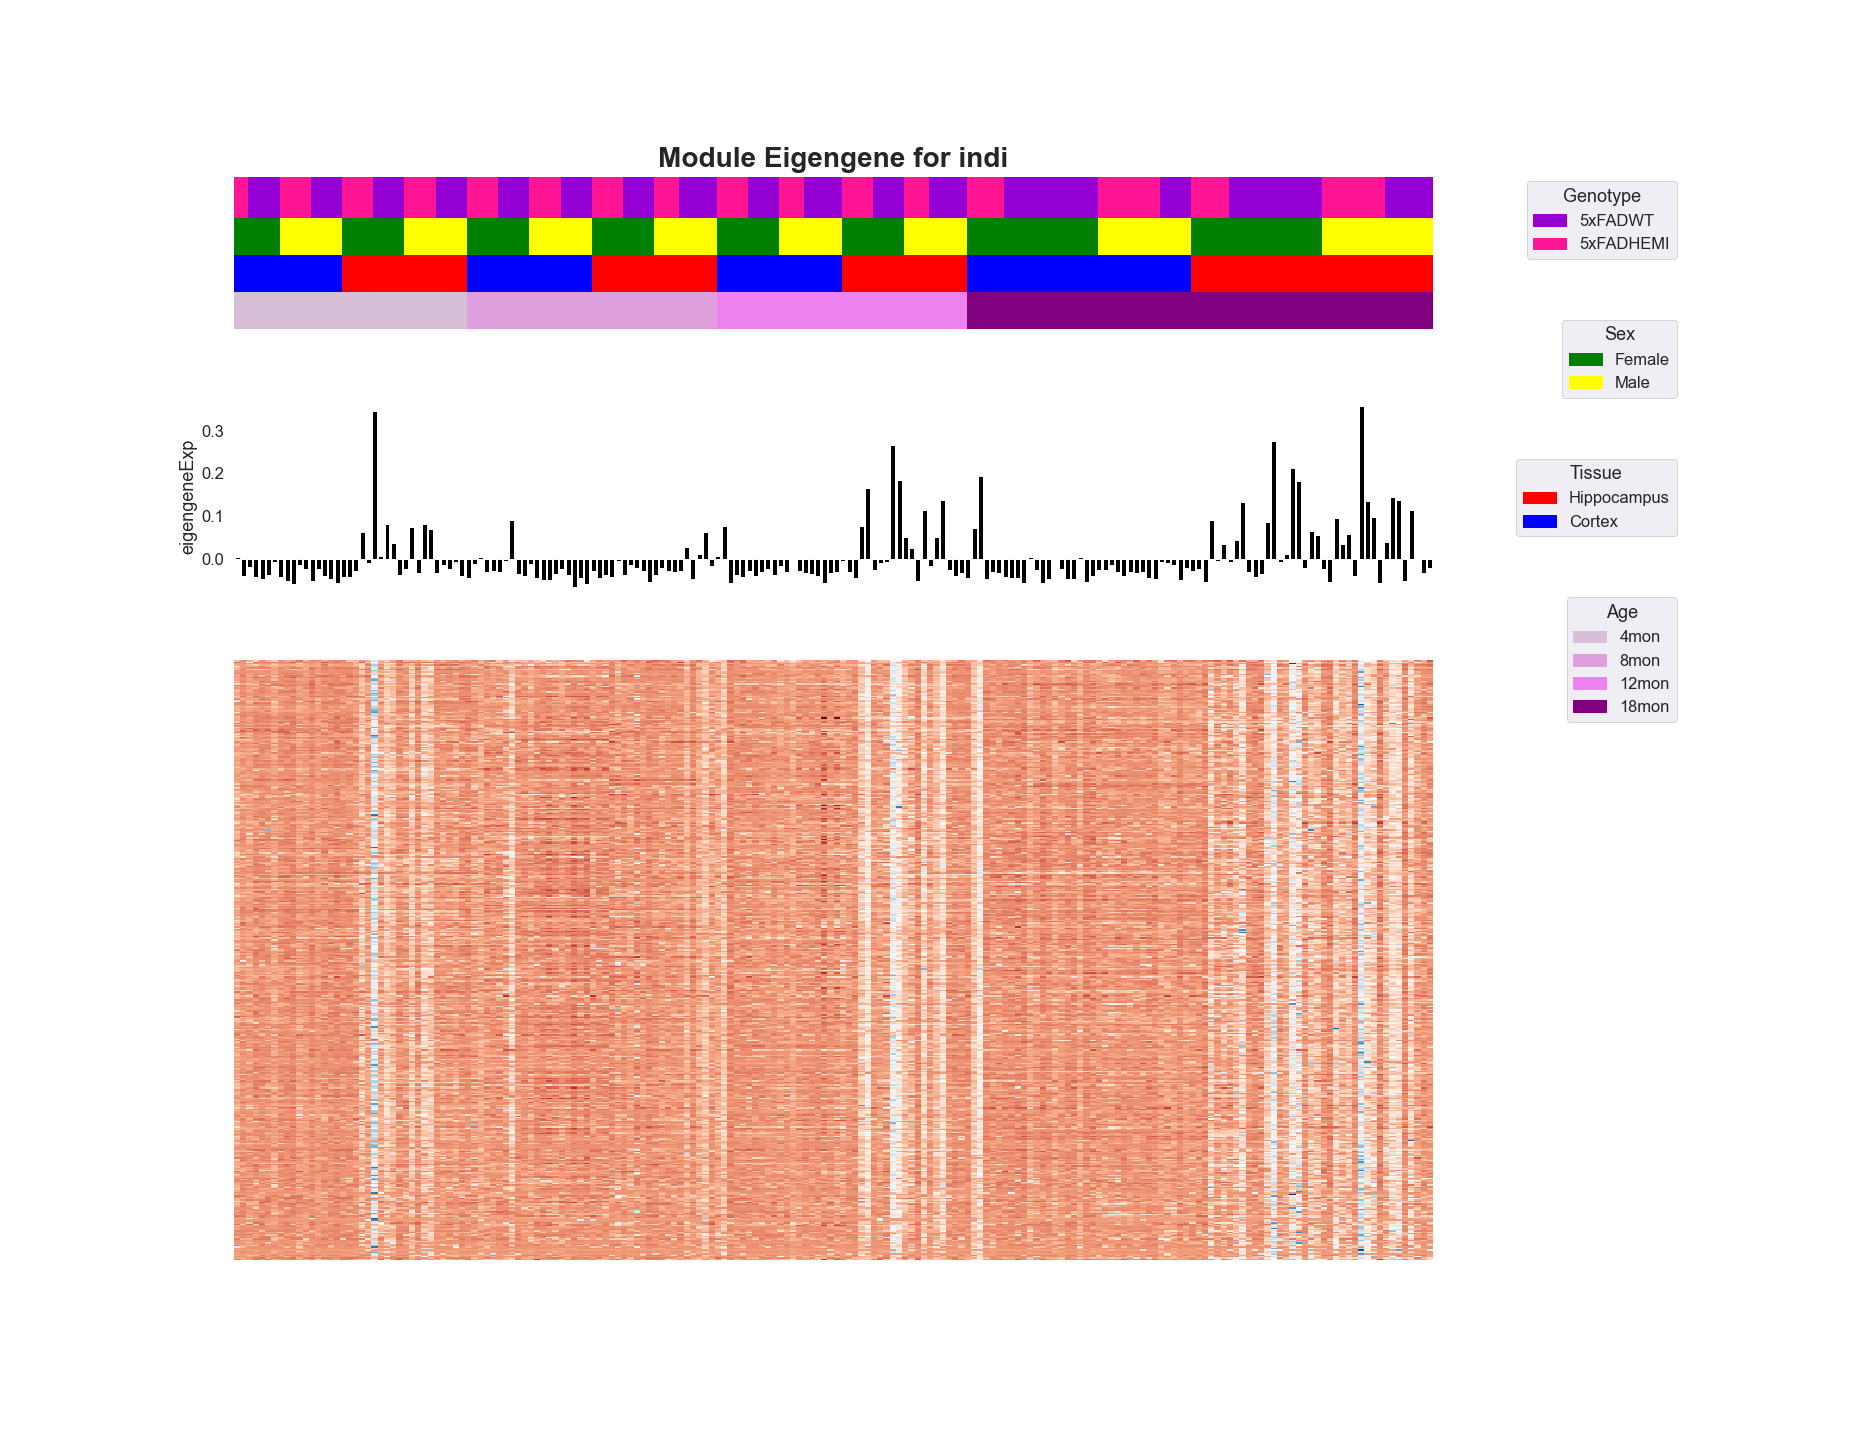 Module Eigengene for indi
Genotype
5xFADWT
5xFADHEMI
Sex
Female
Male
eigengeneExp
0.3
0.2
0.1
0.0
Tissue
Hippocampus
Cortex
Age
4mon
8mon
12mon
18mon